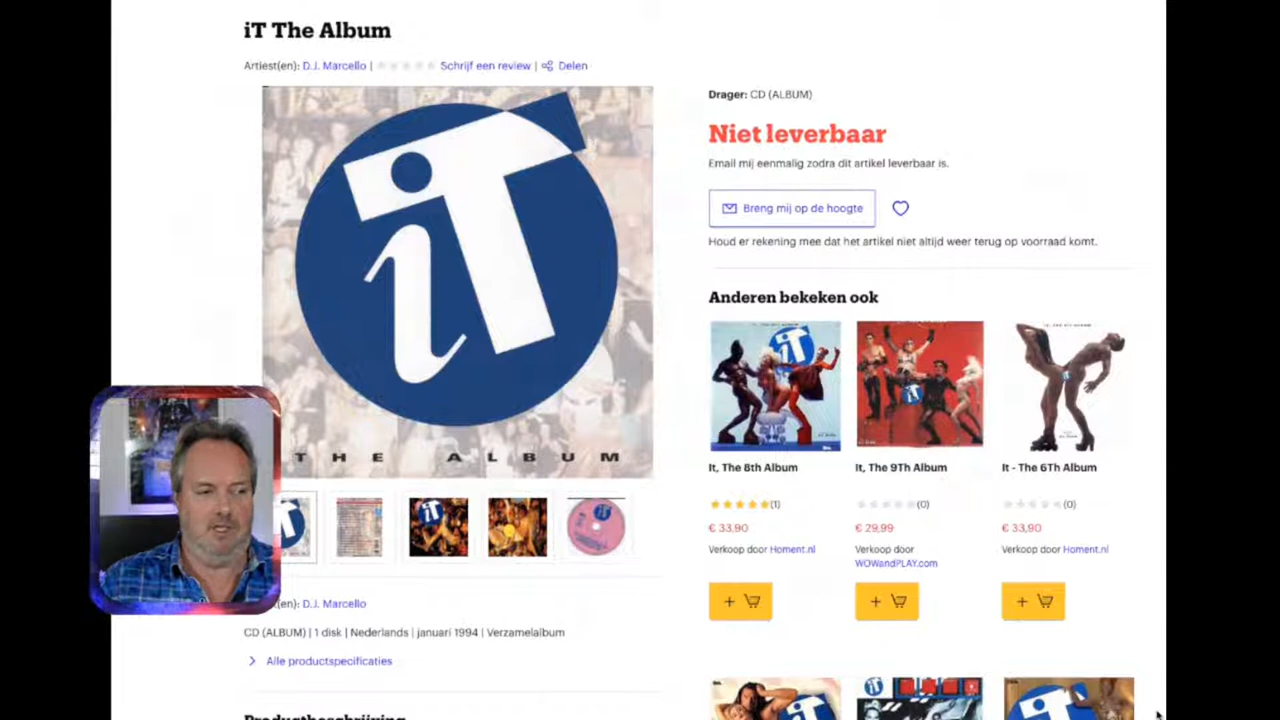 iT The Album
Artiest(en): D.J. Marcello | Schrijf een review | Delen
iT
THE ALBUM
Drager: CD (ALBUM)
Niet leverbaar
Email mij eenmalig zodra dit artikel leverbaar is.
Breng mij op de hoogte
Houd er rekening mee dat het artikel niet altijd weer terug op voorraad komt.
Anderen bekeken ook
It, The 8th Album
(1)
€ 33,90
Verkoop door Homent.nl
It, The 9Th Album
(0)
€ 29,99
Verkoop door
WOWandPLAY.com
It - The 6Th Album
(0)
€ 33,90
Verkoop door Homent.nl
D.J. Marcello
CD (ALBUM) | 1 disk | Nederlands | januari 1994 | Verzamelalbum
Alle productspecificaties
Productbeschrijving